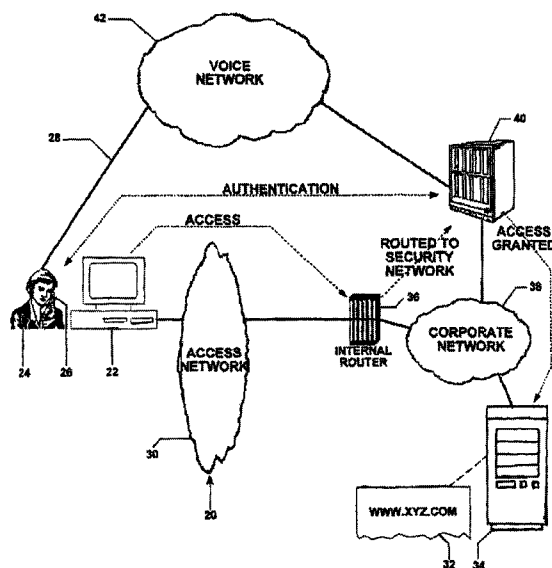 42
VOICE
NETWORK
28
40
AUTHENTICATION
ACCESS
ACCESS
GRANTED
ROUTED TO
SECURITY
NETWORK
38
36
INTERNAL
ROUTER
CORPORATE
NETWORK
24
26
22
ACCESS
NETWORK
30
20
WWW.XYZ.COM
32
34